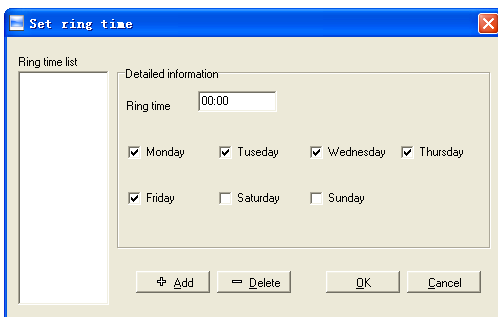 Set ring time
Ring time list
Detailed information
Ring time 00:00
Monday Tuseday Wednesday Thursday
Friday Saturday Sunday
Add Delete OK Cancel